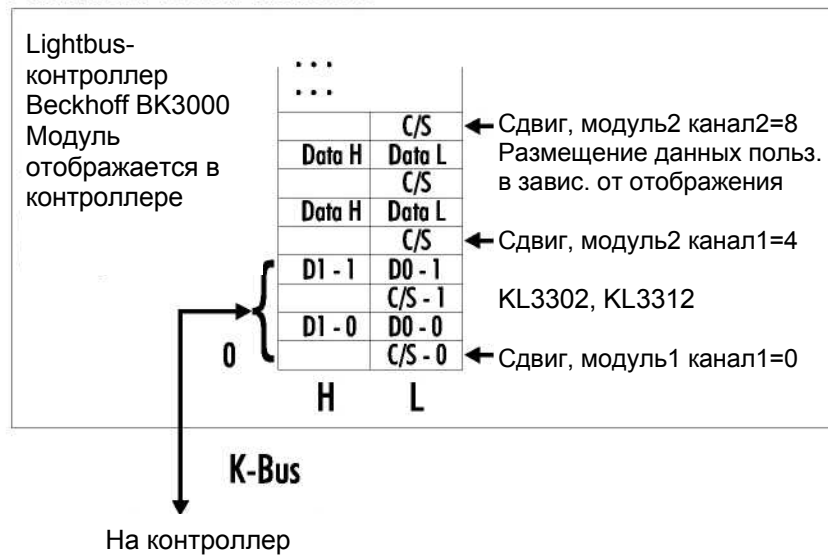 Lightbus-
контроллер
Beckhoff BK3000
Модуль
отображается в
контроллере
...
...
C/S
Data H Data L
C/S
Data H Data L
C/S
D1 - 1 D0 - 1
C/S - 1
D1 - 0 D0 - 0
0 C/S - 0
H L
Сдвиг, модуль2 канал2=8
Размещение данных польз.
в завис. от отображения
Сдвиг, модуль2 канал1=4
KL3302, KL3312
Сдвиг, модуль1 канал1=0
K-Bus
На контроллер